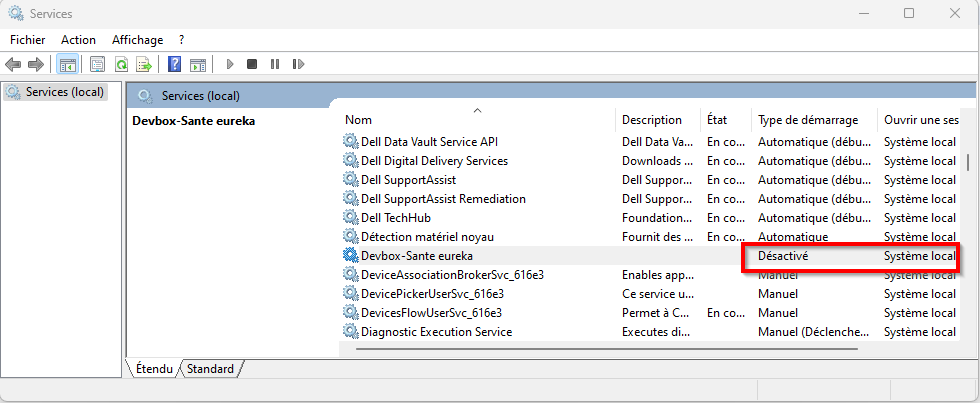 Services
Fichier Action Affichage ?
Services (local)
Services (local)
Devbox-Sante eureka
Nom Description État Type de démarrage Ouvrir une ses
Dell Data Vault Service API Dell Data Va... En co... Automatique (débu... Système local
Dell Digital Delivery Services Downloads ... En co... Automatique (débu... Système local
Dell SupportAssist Dell Suppor... En co... Automatique (débu... Système local
Dell SupportAssist Remediation Dell Suppor... En co... Automatique (débu... Système local
Dell TechHub Foundation... En co... Automatique (débu... Système local
Détection matériel noyau Fournit des ... En co... Automatique Système local
Devbox-Sante eureka Désactivé Système local
DeviceAssociationBrokerSvc_616e3 Enables app... Manuel Système local
DevicePickerUserSvc_616e3 Ce service u... Manuel Système local
DevicesFlowUserSvc_616e3 Permet à C... En co... Manuel Système local
Diagnostic Execution Service Executes di... Manuel (Déclenche... Système local
Étendu Standard